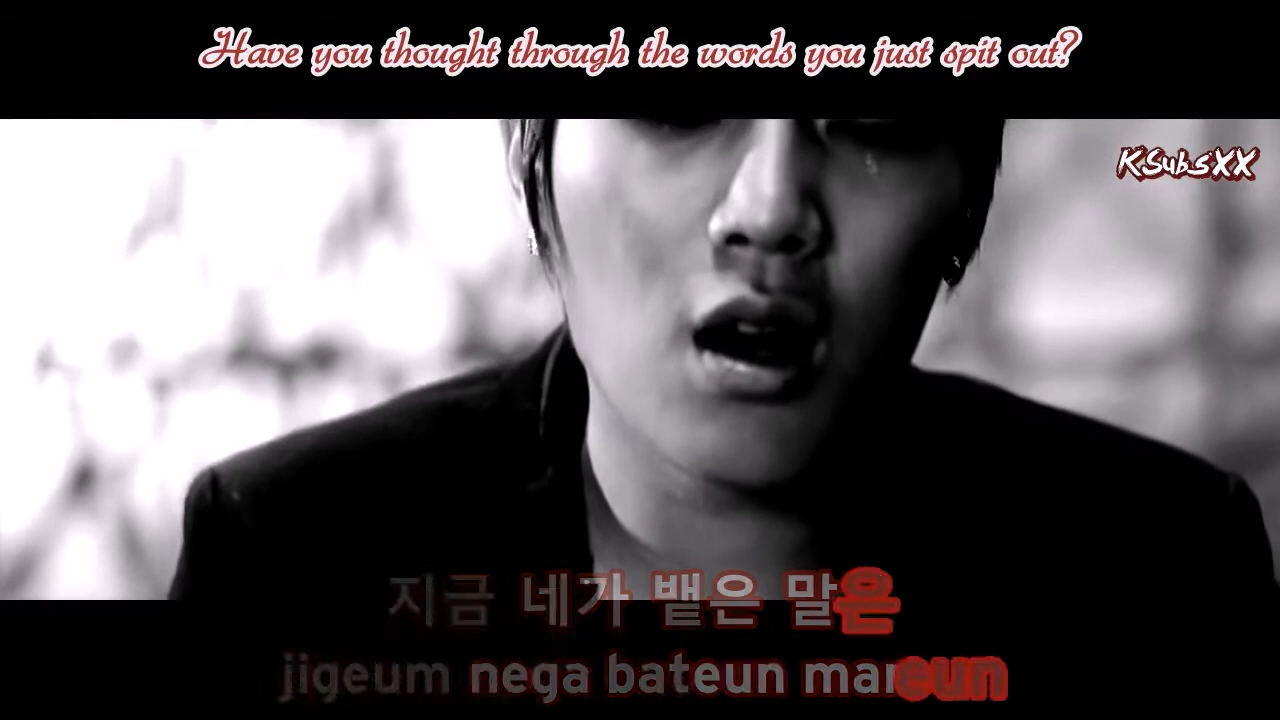 Have you thought through the words you just spit out?
KSubsXX
지금 네가 뱉은 말은
jigeum nega bateun mareun